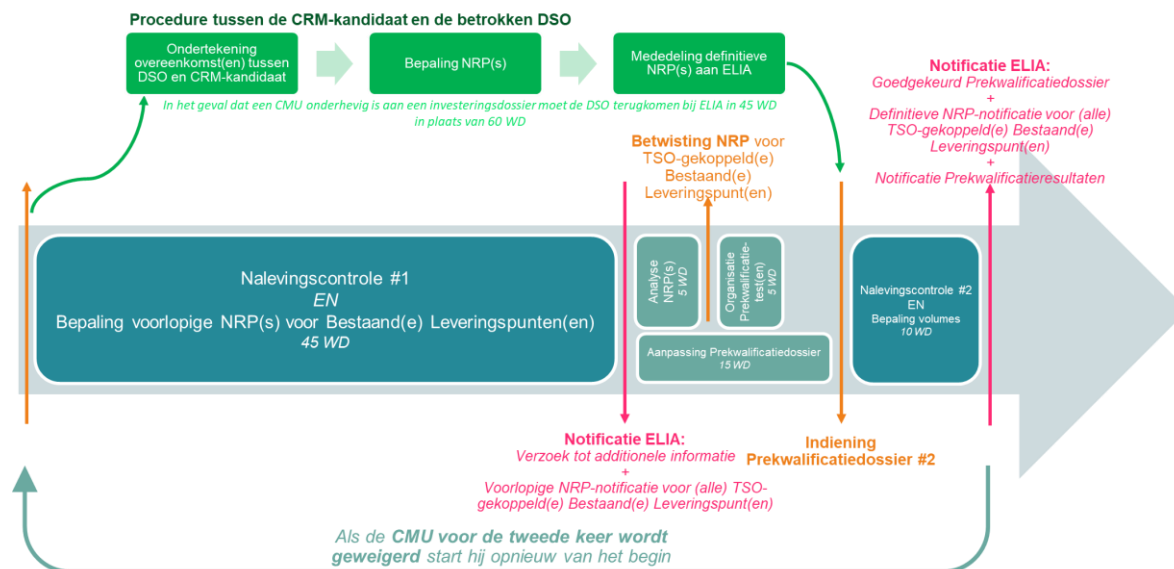 Procedure tussen de CRM-kandidaat en de betrokken DSO
Ondertekening
overeenkomst(en) tussen
DSO en CRM-kandidaat
Bepaling NRP(s)
Mededeling definitieve
NRP(s) aan ELIA
In het geval dat een CMU onderhevig is aan een investeringsdossier moet de DSO terugkomen bij ELIA in 45 WD
in plaats van 60 WD
Notificatie ELIA:
Goedgekeurd Prekwalificatiedossier
+
Definitieve NRP-notificatie voor (alle)
TSO-gekoppeld(e) Bestaand(e)
Leveringspunt(en)
+
Notificatie Prekwalificatieresultaten
Betwisting NRP voor
TSO-gekoppeld(e)
Bestaand(e)
Leveringspunt(en)
Nalevingscontrole #1
EN
Bepaling voorlopige NRP(s) voor Bestaand(e) Leveringspunten(en)
45 WD
Analyse
NRP(s)
5 WD
Organisatie
Prekwalificatie-
test(en)
5 WD
Aanpassing Prekwalificatiedossier
15 WD
Nalevingscontrole #2
EN
Bepaling volumes
10 WD
Notificatie ELIA:
Verzoek tot additionele informatie
+
Voorlopige NRP-notificatie voor (alle) TSO-
gekoppeld(e) Bestaand(e) Leveringspunt(en)
Indiening
Prekwalificatiedossier #2
Als de CMU voor de tweede keer wordt
geweigerd start hij opnieuw van het begin